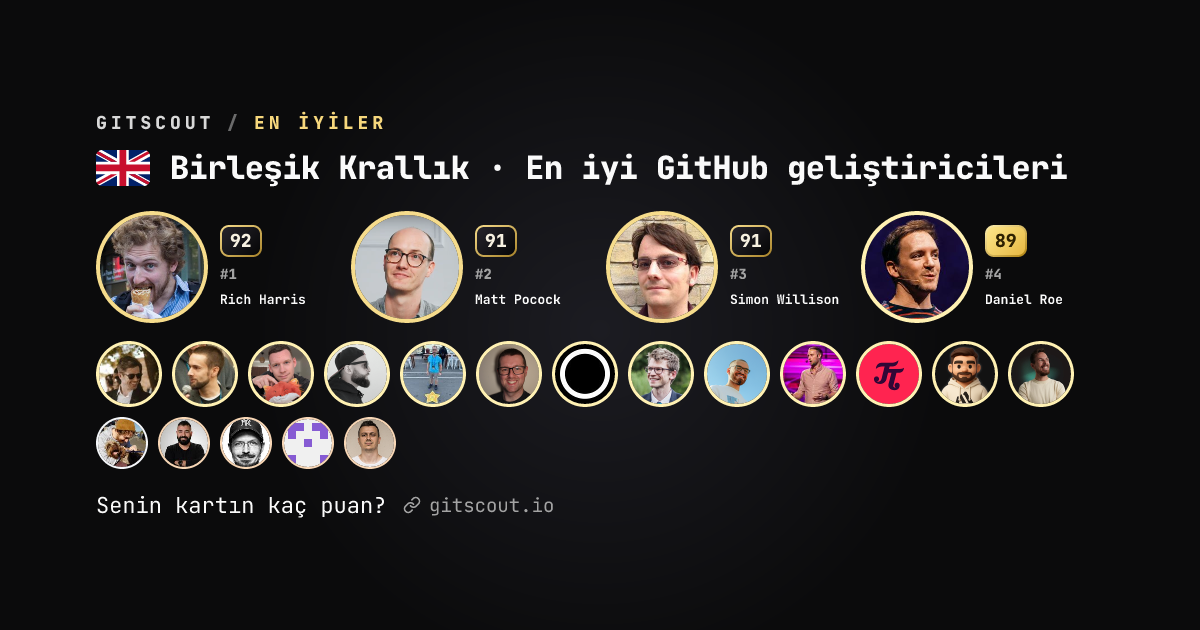 GITSCOUT / EN İYİLER
Birleşik Krallık · En iyi GitHub geliştiricileri
92
#1
Rich Harris
91
#2
Matt Pocock
91
#3
Simon Willison
89
#4
Daniel Roe
Senin kartın kaç puan? gitscout.io